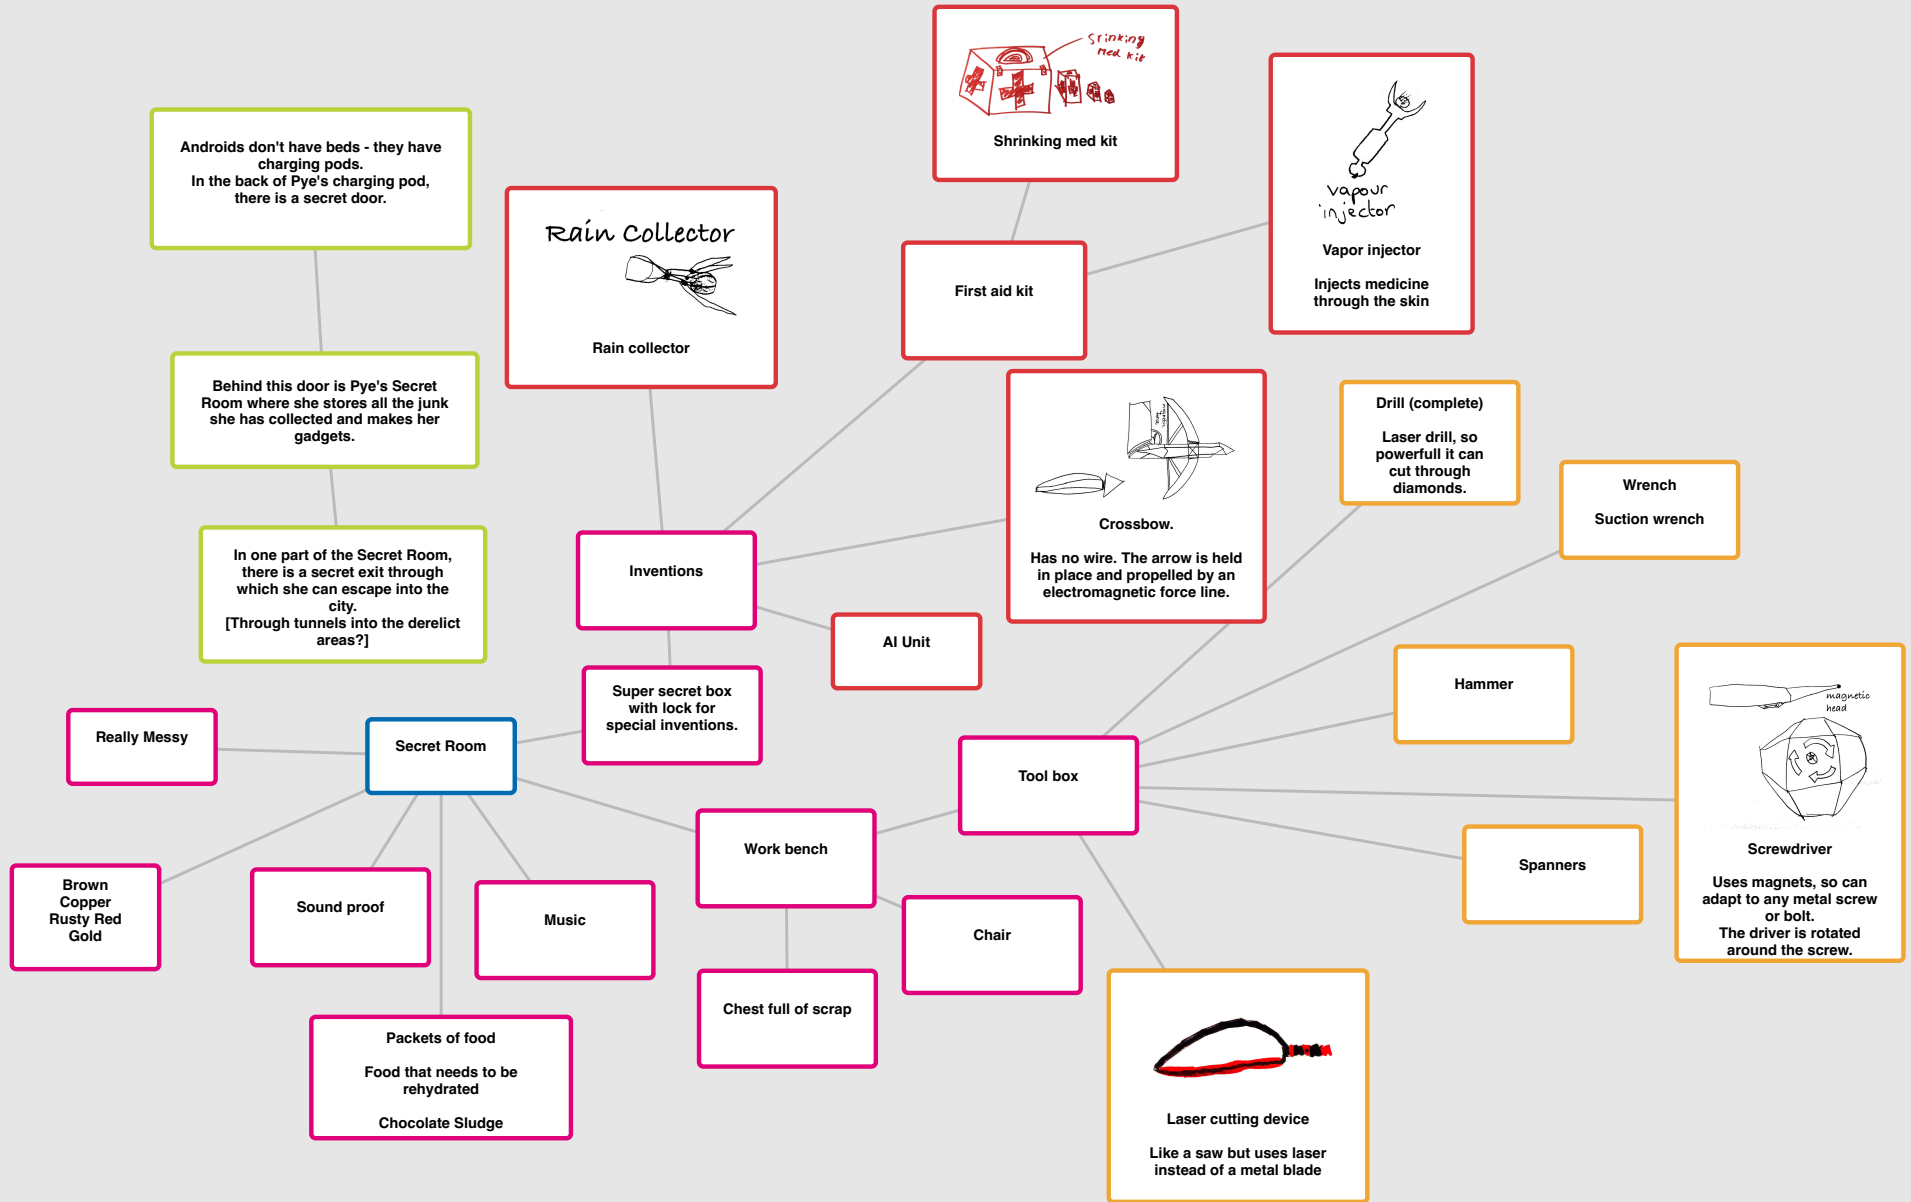 Srinking
Med Kit
Shrinking med kit
vapour
injector
Vapor injector
Injects medicine
through the skin
Androids don't have beds - they have
charging pods.
In the back of Pye's charging pod,
there is a secret door.
Rain Collector
Rain collector
First aid kit
Behind this door is Pye's Secret
Room where she stores all the junk
she has collected and makes her
gadgets.
Crossbow.
Has no wire. The arrow is held
in place and propelled by an
electromagnetic force line.
Drill (complete)
Laser drill, so
powerfull it can
cut through
diamonds.
Wrench
Suction wrench
In one part of the Secret Room,
there is a secret exit through
which she can escape into the
city.
[Through tunnels into the derelict
areas?]
Inventions
AI Unit
Super secret box
with lock for
special inventions.
Hammer
magnetic
head
Screwdriver
Uses magnets, so can
adapt to any metal screw
or bolt.
The driver is rotated
around the screw.
Really Messy
Secret Room
Tool box
Work bench
Spanners
Brown
Copper
Rusty Red
Gold
Sound proof
Music
Chair
Chest full of scrap
Packets of food
Food that needs to be
rehydrated
Chocolate Sludge
Laser cutting device
Like a saw but uses laser
instead of a metal blade